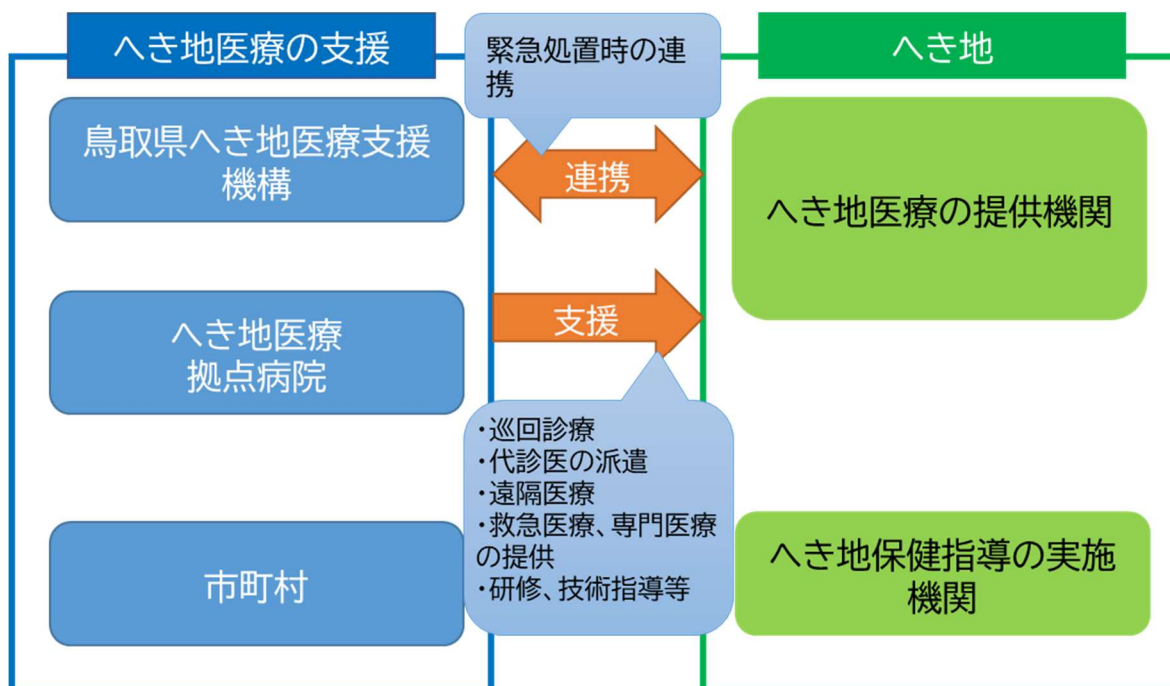 へき地医療の支援
緊急処置時の連
携
へき地
鳥取県へき地医療支援
機構
連携
へき地医療の提供機関
へき地医療
拠点病院
支援
・巡回診療
・代診医の派遣
・遠隔医療
・救急医療、専門医療
の提供
・研修、技術指導等
市町村
へき地保健指導の実施
機関